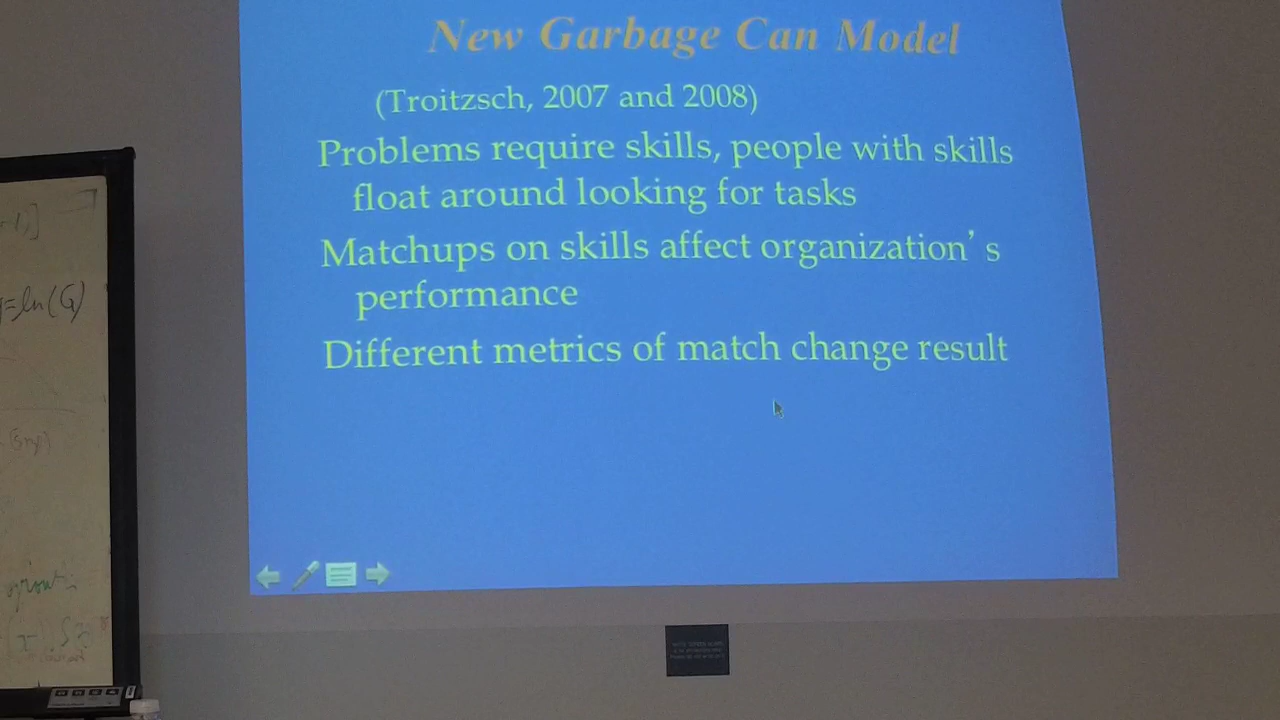 New Garbage Can Model
(Troitzsch, 2007 and 2008)
Problems require skills, people with skills
float around looking for tasks
Matchups on skills affect organization's
performance
Different metrics of match change result
=ln(G)